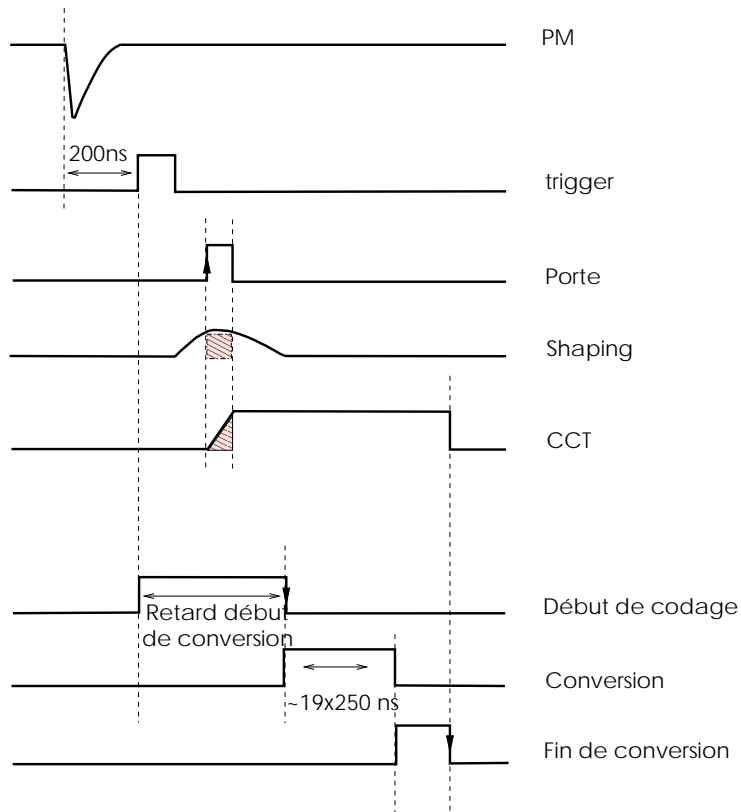 PM
200ns
trigger
Porte
Shaping
CCT
Début de codage
Retard début
de conversion
Conversion
~19x250 ns
Fin de conversion